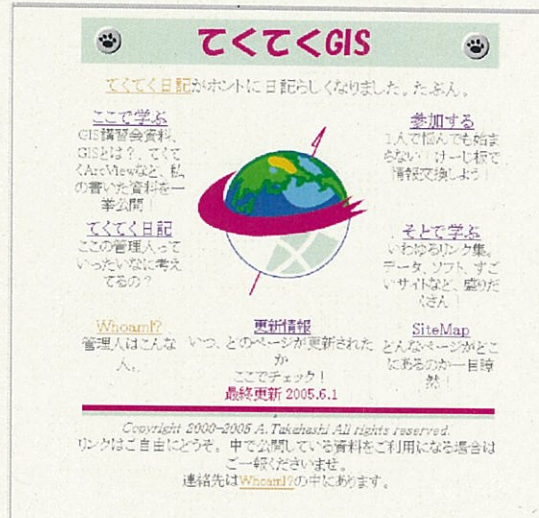 てくてくGIS
てくてく日記がホントに日記らしくなりました。たぶん。
ここで学ぶ
GIS講習会資料、
GISとは？、てくて
くArcViewなど、私
の書いた資料を一
挙公開！
参加する
1人で悩んでも始ま
らない！けーじ板で
情報交換しよう！
てくてく日記
ここの管理人って
いったいなに考え
てるの？
そとで学ぶ
いわゆるリンク集。
データ、ソフト、すご
いサイトなど、盛りだ
くさん！
WhoamI?
管理人はこんな
人。
更新情報
いつ、どのページが更新された
か
ここでチェック！
最終更新 2005.6.1
SiteMap
どんなページがどこ
にあるのか一目瞭
然！
Copyright 2000-2005 A.Takahashi All rights reserved.
リンクはご自由にどうぞ。中で公開している資料をご利用になる場合は
ご一報くださいませ。
連絡先はWhoamI?の中にあります。